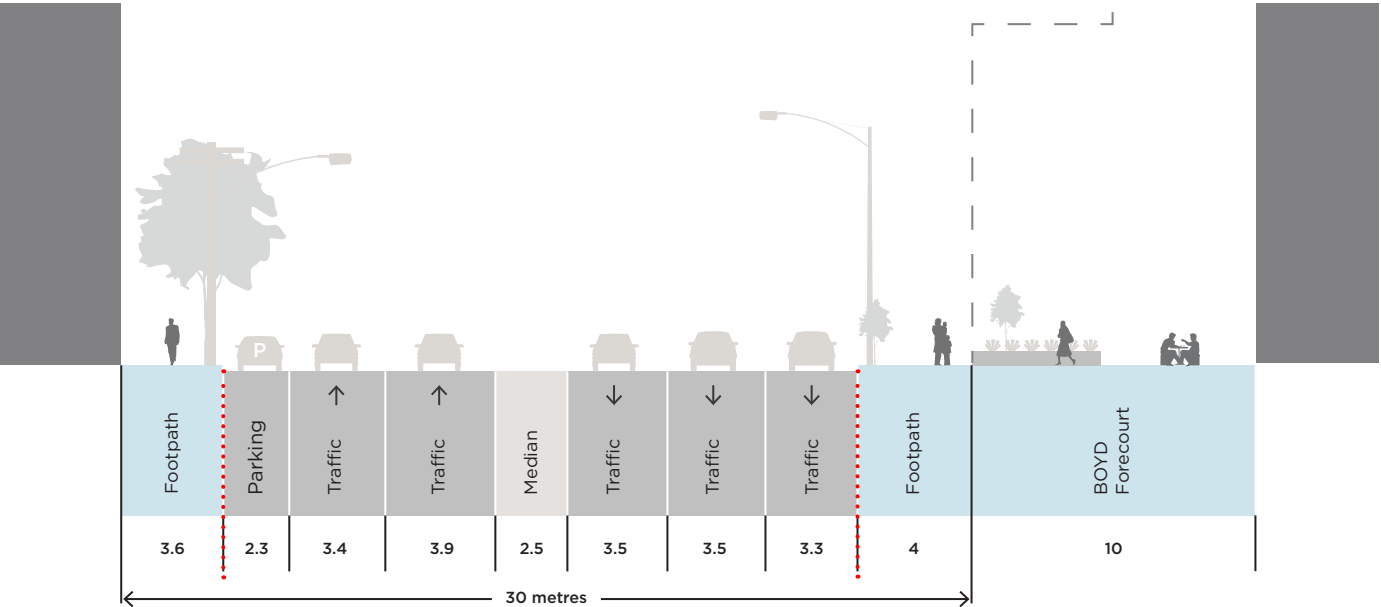 P
Footpath
Parking
Traffic
Traffic
Median
Traffic
Traffic
Traffic
Footpath
BOYD
Forecourt
3.6
2.3
3.4
3.9
2.5
3.5
3.5
3.3
4
10
30 metres